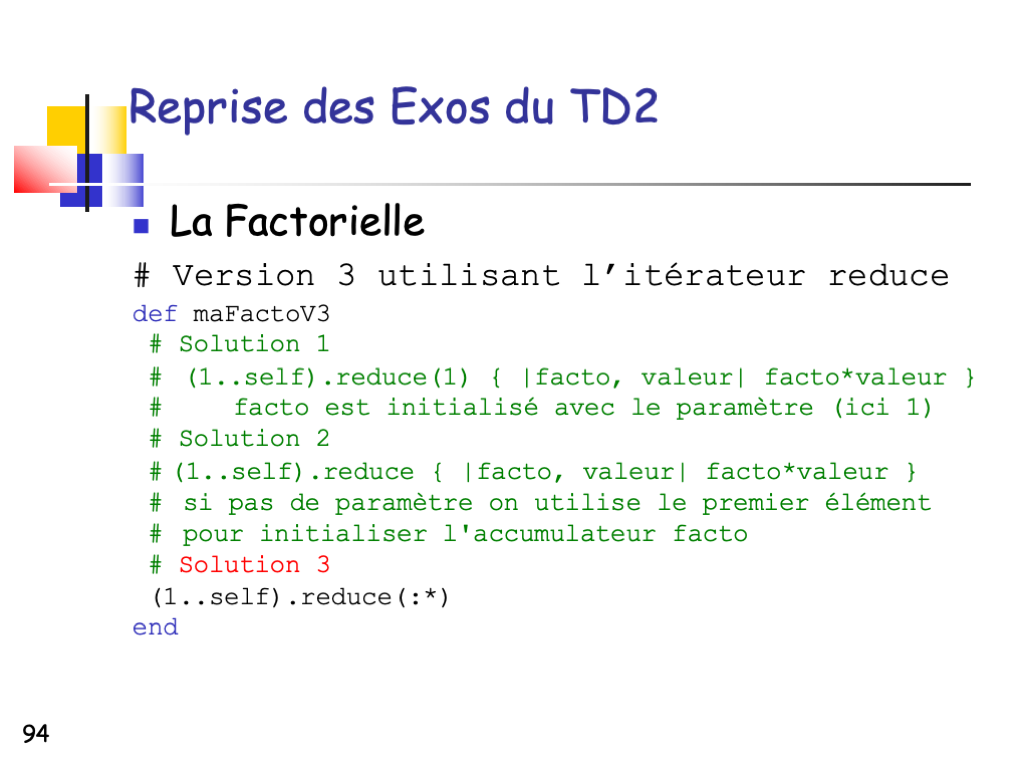 Reprise des Exos du TD2
La Factorielle
# Version 3 utilisant l’itérateur reduce
def maFactoV3
# Solution 1
# (1..self).reduce(1) { |facto, valeur| facto*valeur }
# facto est initialisé avec le paramètre (ici 1)
# Solution 2
# (1..self).reduce { |facto, valeur| facto*valeur }
# si pas de paramètre on utilise le premier élément
# pour initialiser l'accumulateur facto
# Solution 3
(1..self).reduce(:*)
end
94